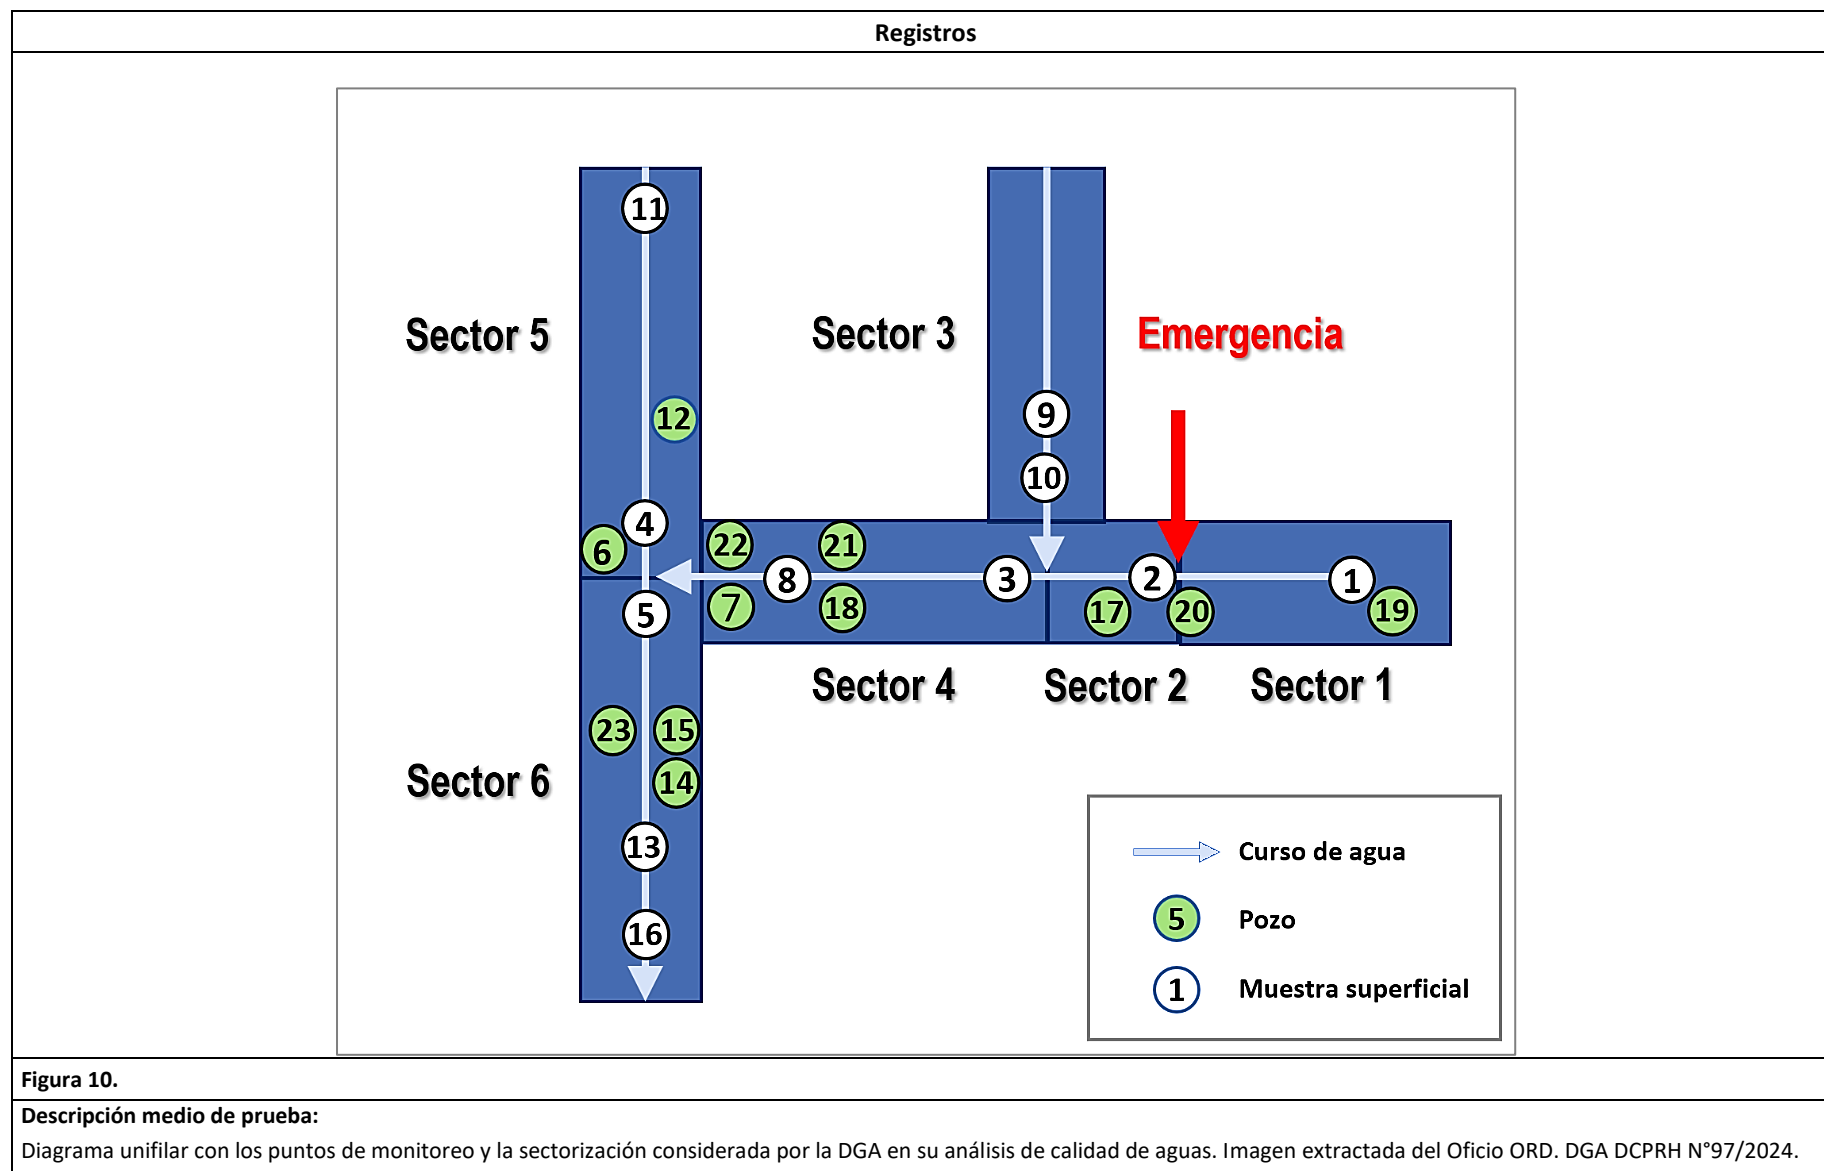 Registros
11
Sector 5
Sector 3
Emergencia
12
9
10
4
6
22
21
8
3
2
1
7
18
17
20
19
5
Sector 4
Sector 2
Sector 1
23
15
14
Sector 6
13
16
Curso de agua
5
Pozo
1
Muestra superficial
Figura 10.
Descripción medio de prueba:
Diagrama unifilar con los puntos de monitoreo y la sectorización considerada por la DGA en su análisis de calidad de aguas. Imagen extractada del Oficio ORD. DGA DCPRH N°97/2024.